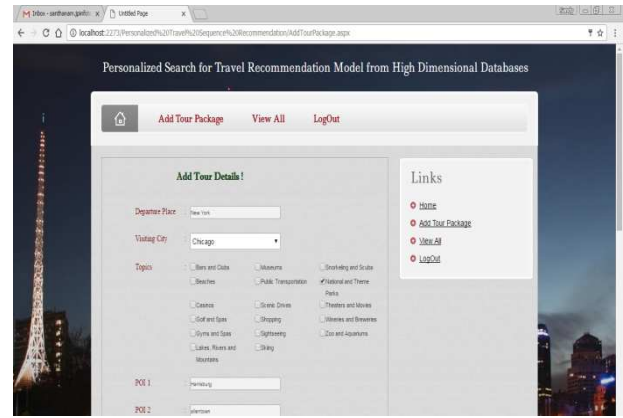 Untitled Page
localhost:2273/Personalized%20Travel%20Sequence%20Recommendation/AddTourPackage.aspx
Personalized Search for Travel Recommendation Model from High Dimensional Databases
Add Tour Package View All LogOut
Add Tour Details !
Links
Home
Add Tour Package
View All
LogOut
Departure Place : New York
Visiting City : Chicago
Topics : Bars and Clubs Museums Snorkeling and Scuba
Beaches Public Transportation National and Theme Parks
Casinos Scenic Drives Theaters and Movies
Golf and Spas Shopping Wineries and Breweries
Gyms and Spas Sightseeing Zoo and Aquariums
Lakes, Rivers and Mountains Skiing
POI 1 : Harrisburg
POI 2 : allentown